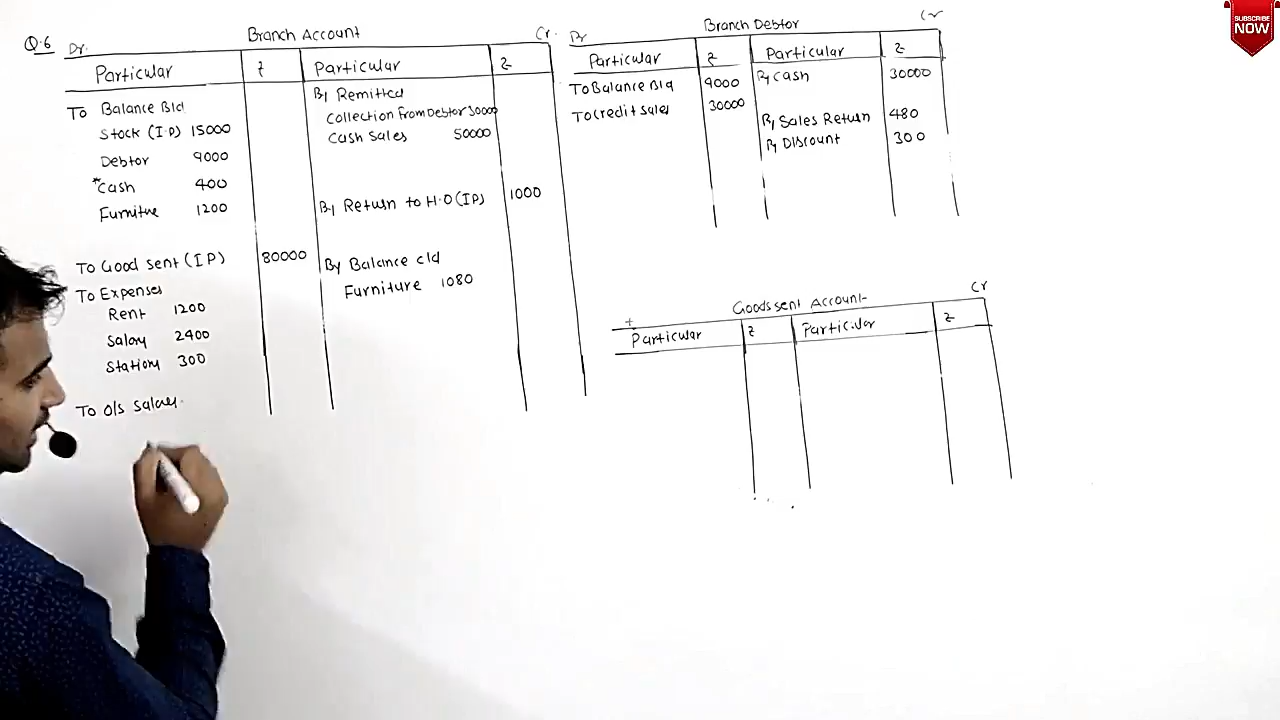 SUBSCRIBE
NOW
Q.6
Branch Account
Dr.
Cr.
Particular
₹
Particular
₹
To Balance B/d
Stock (I.P) 15000
Debtor 9000
*Cash 400
Furnitue 1200
To Good Sent (I P) 80000
To Expenses
Rent 1200
Salary 2400
Stationy 300
To O/s Salary
By Remitted
Collection From Debtor 30000
Cash Sales 50000
By Return to H.O (IP) 1000
By Balance c/d
Furniture 1080
Branch Debtor
Dr
Cr
Particular
₹
Particular
₹
To Balance B/d 9000
To credit sales 30000
By Cash 30000
By Sales Return 480
By Discount 300
Goods sent Account
Cr
Particular
₹
Particular
₹